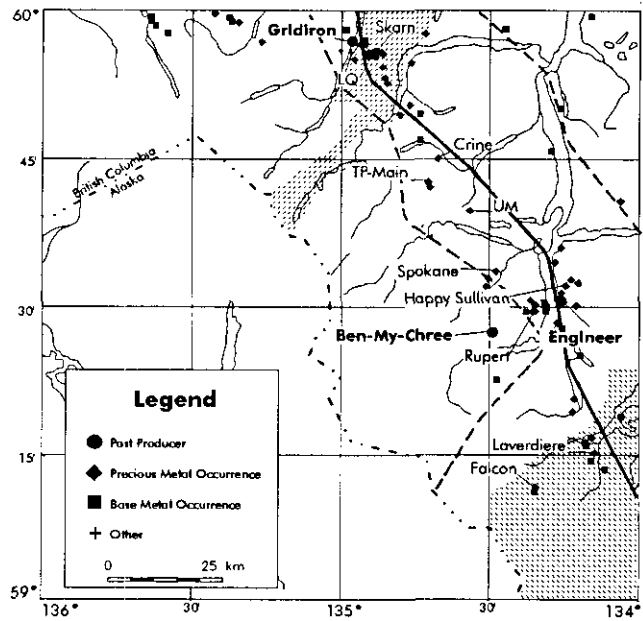 60°
Gridiron
Skarn
LQ
Crine
45
British Columbia
Alaska
TP-Main
UM
Spokane
Happy Sullivan
30
Ben-My-Chree
Engineer
Rupert
Legend
Past Producer
Precious Metal Occurrence
Base Metal Occurrence
Other
0 25 km
Laverdiere
15
Falcon
59°
136° 30' 135° 30' 134°